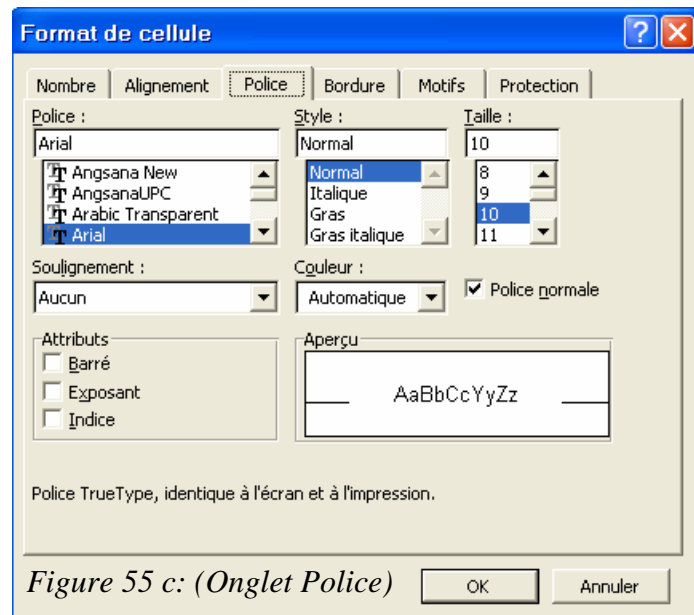 Format de cellule
Nombre Alignement Police Bordure Motifs Protection
Police : Style : Taille :
Arial Normal 10
Angsana New Normal 8
AngsanaUPC Italique 9
Arabic Transparent Gras 10
Arial Gras italique 11
Soulignement : Couleur :
Aucun Automatique Police normale
Attributs Aperçu
Barré
Exposant AaBbCcYyZz
Indice
Police TrueType, identique à l'écran et à l'impression.
Figure 55 c: (Onglet Police) OK Annuler